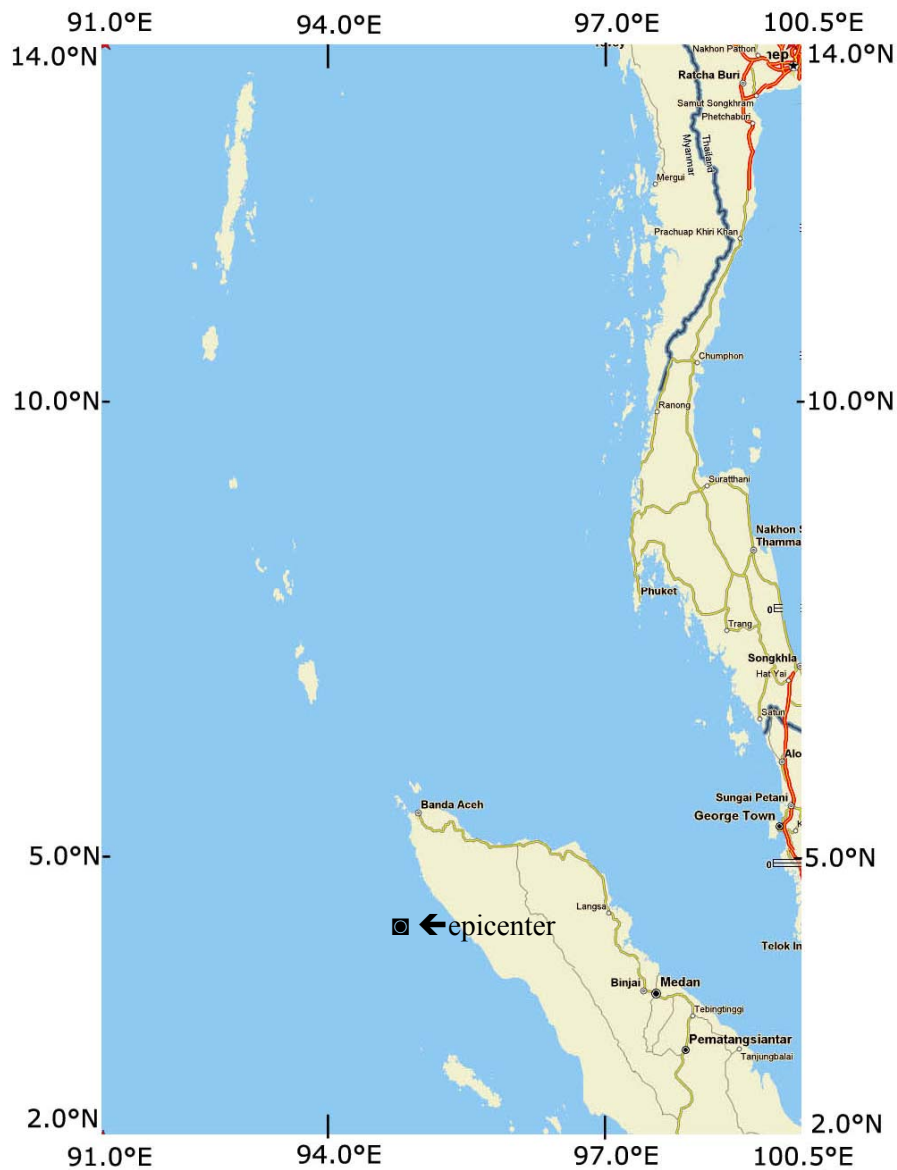 91.0°E
94.0°E
97.0°E
100.5°E
14.0°N
14.0°N
Nakhon Pathon
Ratcha Buri
Samut Songkhram
Phetchaburi
Thailand
Myanmar
Mergui
Prachuap Khiri Khan
Chumphon
10.0°N
10.0°N
Ranong
Suratthani
Nakhon S
Thamma
Phuket
0
Trang
Songkhla
Hat Yai
Satun
Alo
Sungai Petani
Banda Aceh
George Town
K
5.0°N
5.0°N
0
Langsa
epicenter
Telok In
Binjai
Medan
Tebingtinggi
Pematangsiantar
Tanjungbalai
2.0°N
2.0°N
91.0°E
94.0°E
97.0°E
100.5°E